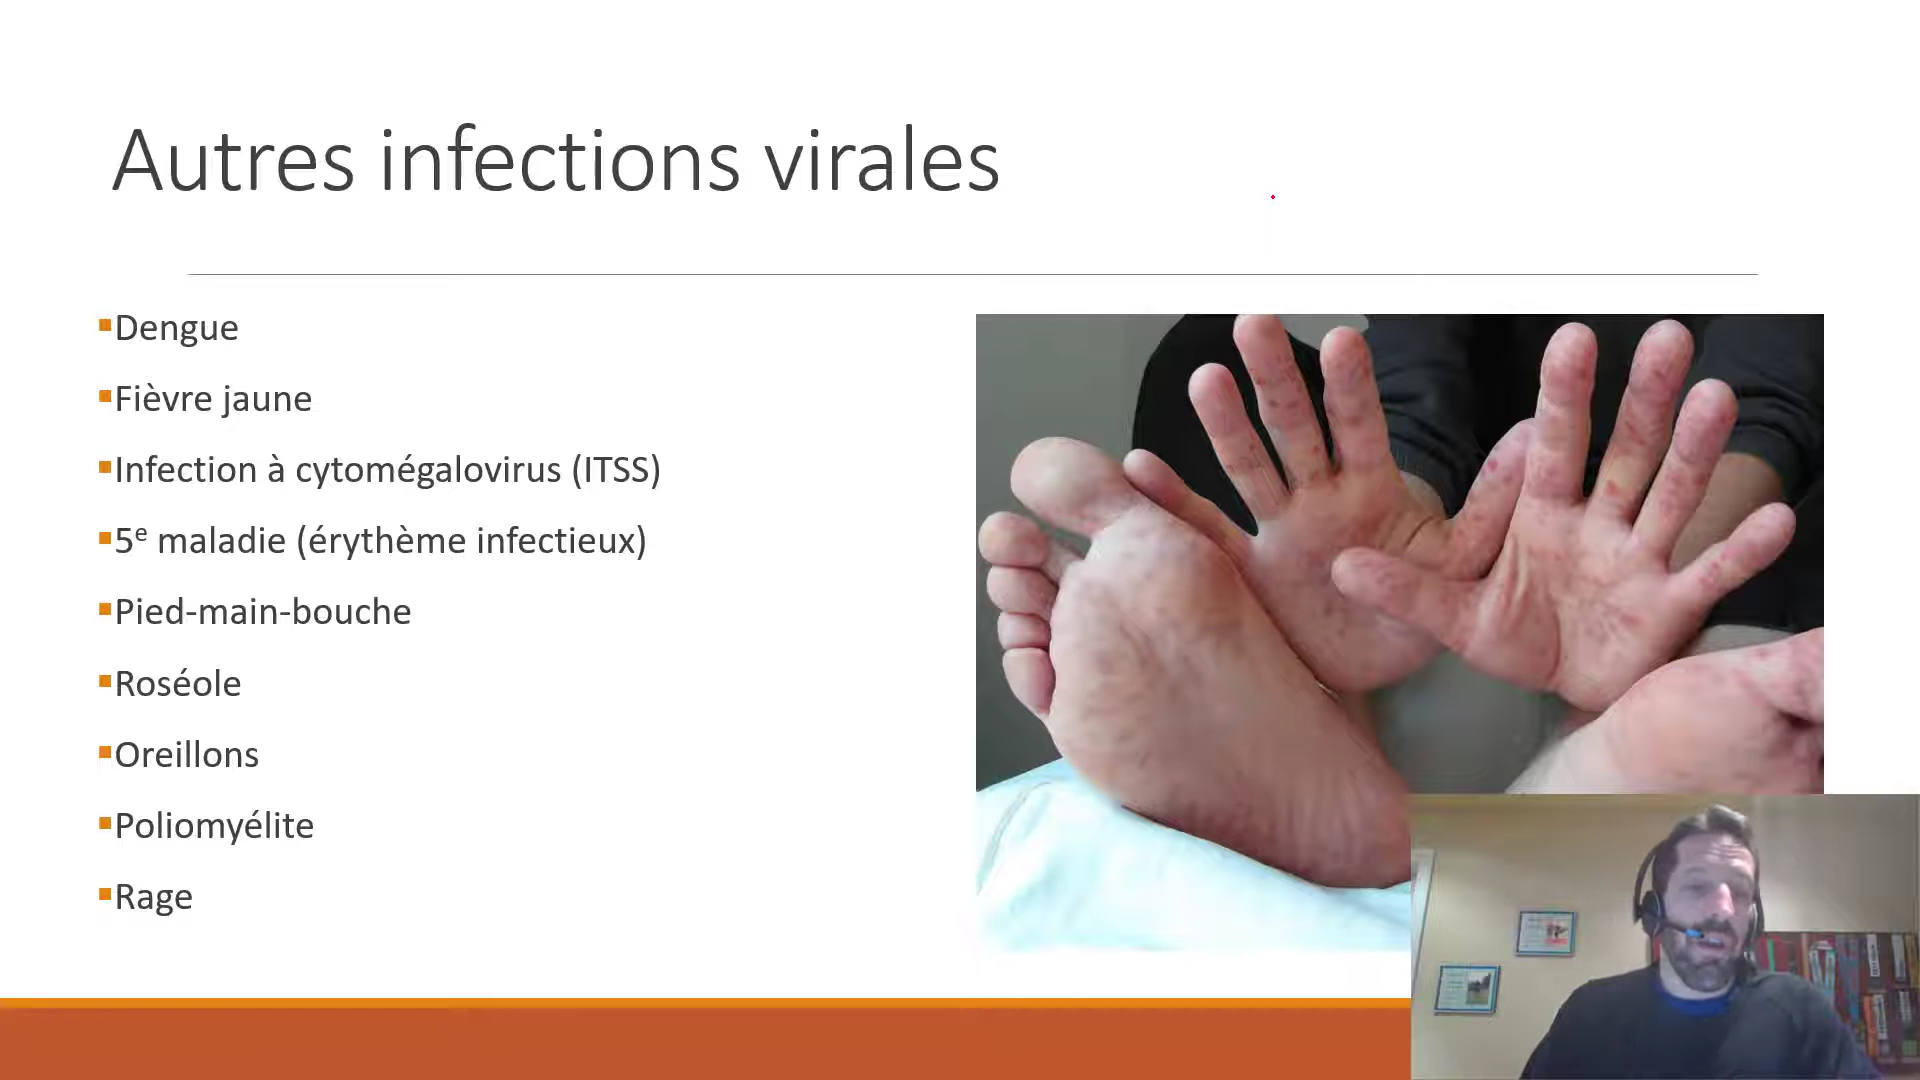 Autres infections virales
Dengue
Fièvre jaune
Infection à cytomégalovirus (ITSS)
5e maladie (érythème infectieux)
Pied-main-bouche
Roséole
Oreillons
Poliomyélite
Rage